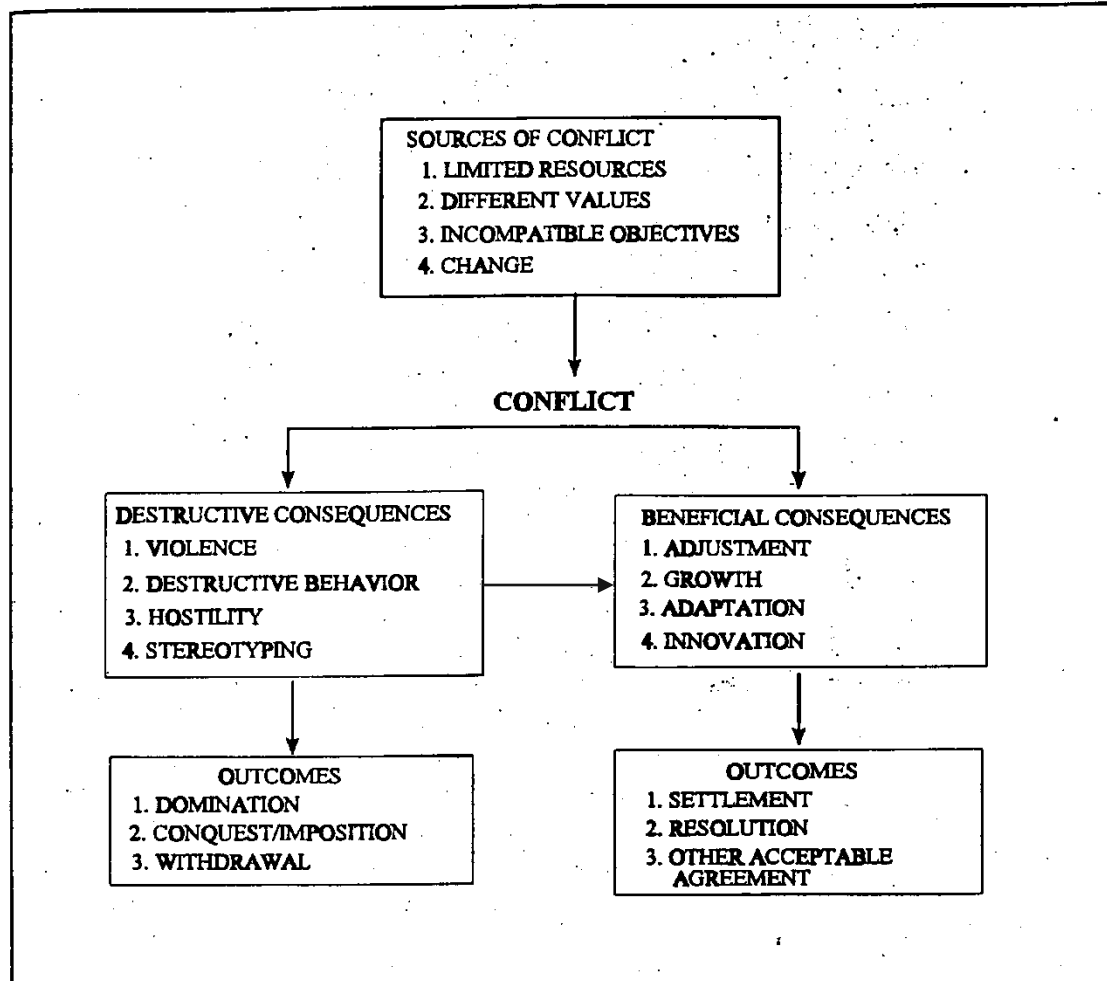 SOURCES OF CONFLICT
1. LIMITED RESOURCES
2. DIFFERENT VALUES
3. INCOMPATIBLE OBJECTIVES
4. CHANGE
CONFLICT
DESTRUCTIVE CONSEQUENCES
1. VIOLENCE
2. DESTRUCTIVE BEHAVIOR
3. HOSTILITY
4. STEREOTYPING
BENEFICIAL CONSEQUENCES
1. ADJUSTMENT
2. GROWTH
3. ADAPTATION
4. INNOVATION
OUTCOMES
1. DOMINATION
2. CONQUEST/IMPOSITION
3. WITHDRAWAL
OUTCOMES
1. SETTLEMENT
2. RESOLUTION
3. OTHER ACCEPTABLE
AGREEMENT